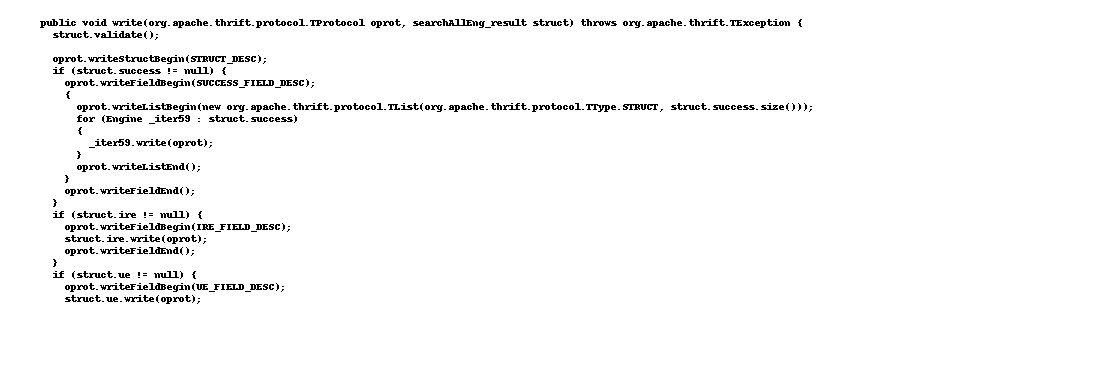 public void write(org.apache.thrift.protocol.TProtocol oprot, searchAllEng_result struct) throws org.apache.thrift.TException {
  struct.validate();

  oprot.writeStructBegin(STRUCT_DESC);
  if (struct.success != null) {
    oprot.writeFieldBegin(SUCCESS_FIELD_DESC);
    {
      oprot.writeListBegin(new org.apache.thrift.protocol.TList(org.apache.thrift.protocol.TType.STRUCT, struct.success.size()));
      for (Engine _iter59 : struct.success)
      {
        _iter59.write(oprot);
      }
      oprot.writeListEnd();
    }
    oprot.writeFieldEnd();
  }
  if (struct.ire != null) {
    oprot.writeFieldBegin(IRE_FIELD_DESC);
    struct.ire.write(oprot);
    oprot.writeFieldEnd();
  }
  if (struct.ue != null) {
    oprot.writeFieldBegin(UE_FIELD_DESC);
    struct.ue.write(oprot);